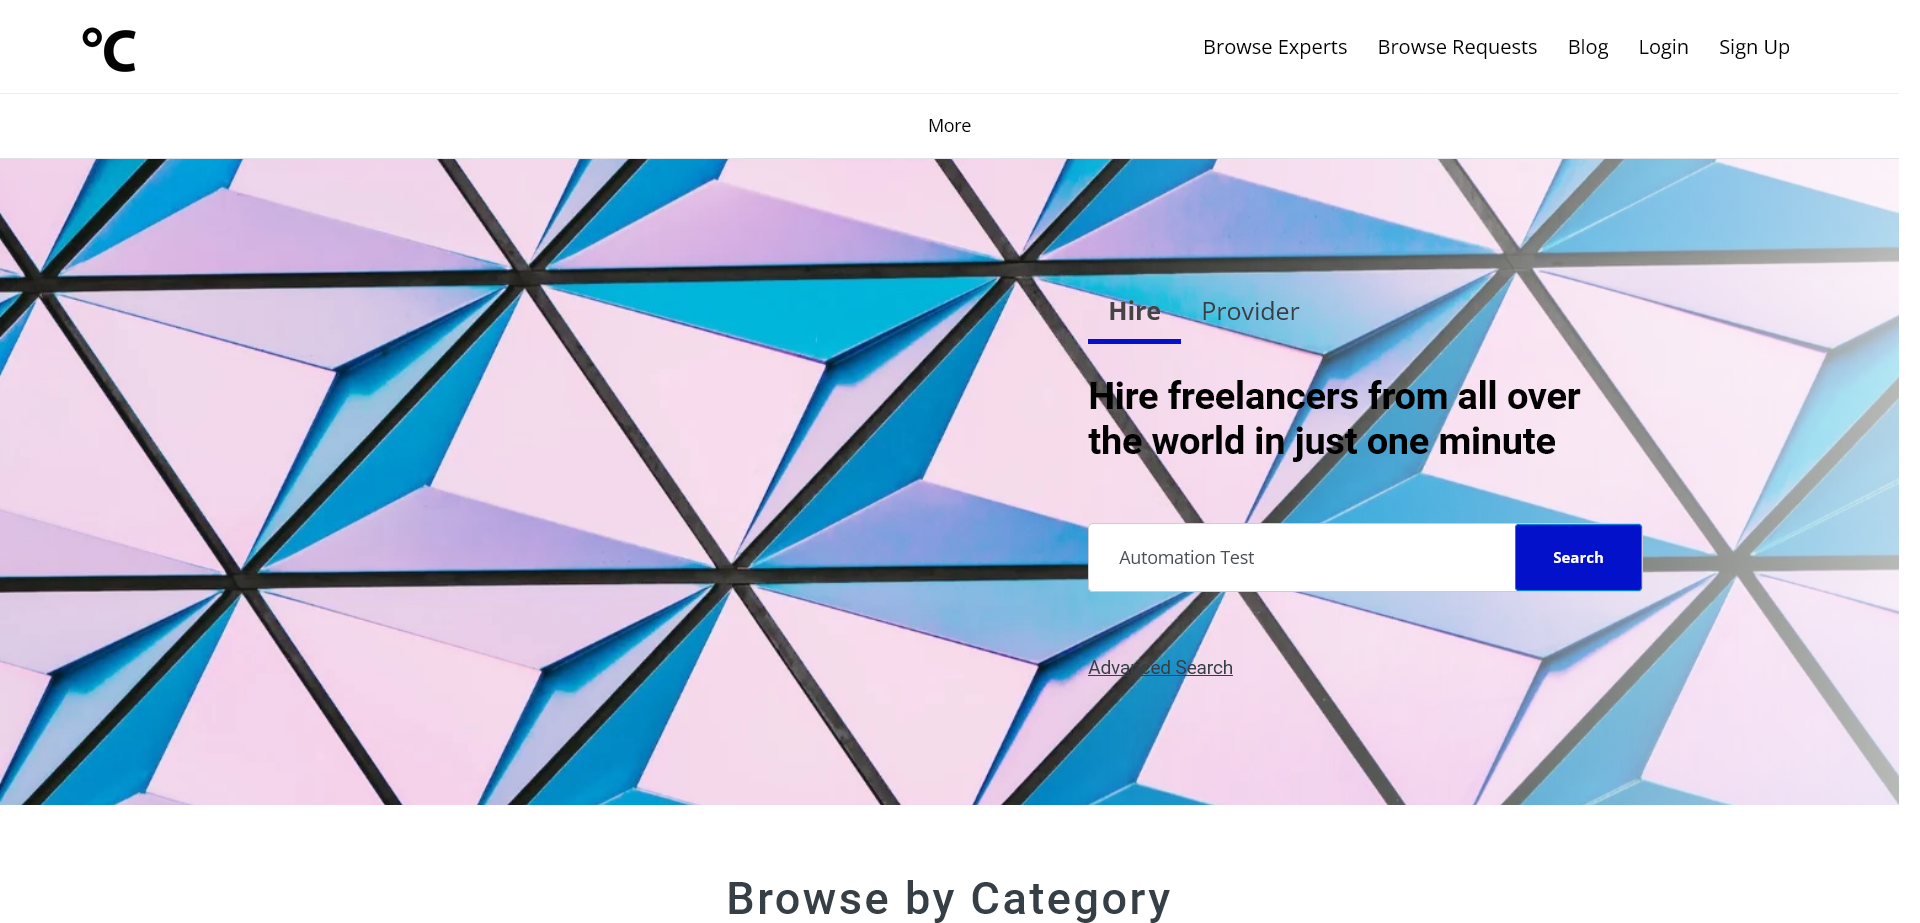 °C
Browse Experts Browse Requests Blog Login Sign Up
More
Hire Provider
Hire freelancers from all over
the world in just one minute
Automation Test Search
Advanced Search
Browse by Category